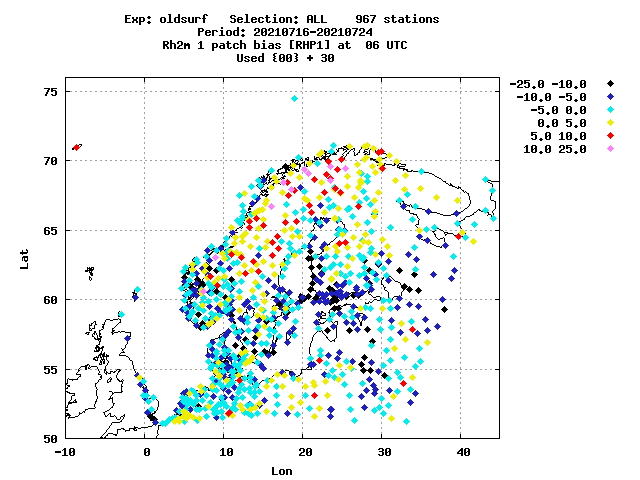 Exp: oldsurf Selection: ALL 967 stations
Period: 20210716-20210724
Rh2m 1 patch bias [RHP1] at 06 UTC
Used {00} + 30
-25.0 -10.0
-10.0 -5.0
-5.0 0.0
0.0 5.0
5.0 10.0
10.0 25.0
75
70
65
60
55
50
Lat
-10 0 10 20 30 40
Lon